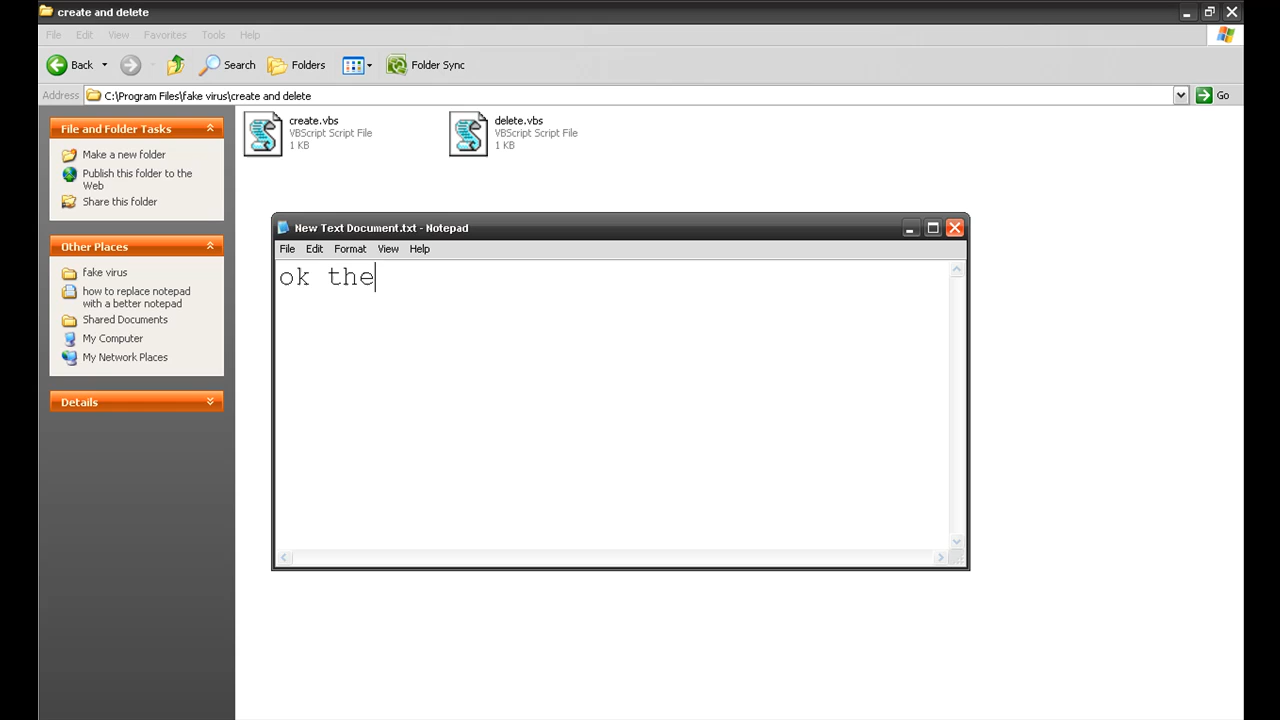 create and delete
File Edit View Favorites Tools Help
Back Search Folders Folder Sync
Address C:\Program Files\fake virus\create and delete Go
File and Folder Tasks
Make a new folder
Publish this folder to the
Web
Share this folder
Other Places
fake virus
how to replace notepad
with a better notepad
Shared Documents
My Computer
My Network Places
Details
create.vbs
VBScript Script File
1 KB
delete.vbs
VBScript Script File
1 KB
New Text Document.txt - Notepad
File Edit Format View Help
ok the